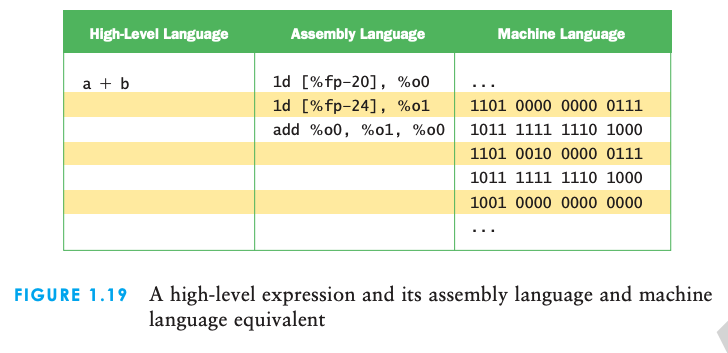 High-Level Language Assembly Language Machine Language
a + b ld [%fp-20], %o0 ...
ld [%fp-24], %o1 1101 0000 0000 0111
add %o0, %o1, %o0 1011 1111 1110 1000
1101 0010 0000 0111
1011 1111 1110 1000
1001 0000 0000 0000
...
FIGURE 1.19 A high-level expression and its assembly language and machine
language equivalent